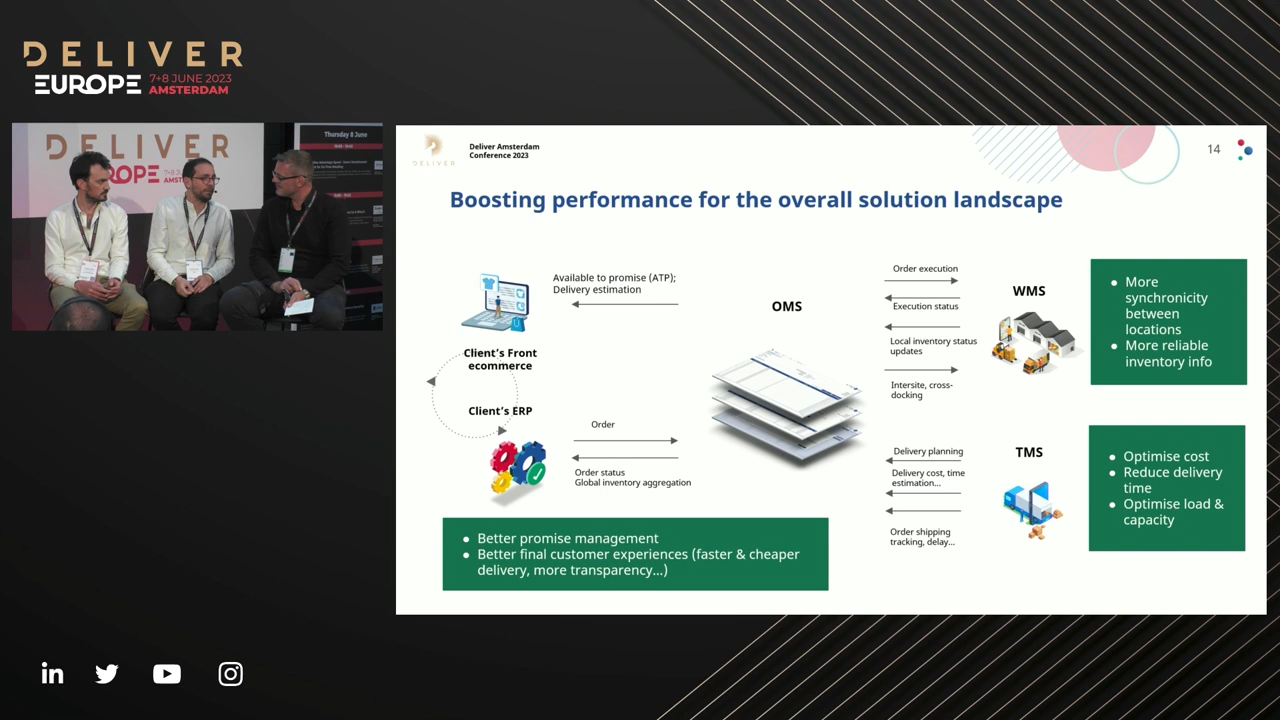 DELIVER
EUROPE 7+8 JUNE 2023
AMSTERDAM
DELIVER
Thursday 8 June
DELIVER
Deliver Amsterdam
Conference 2023
14
Boosting performance for the overall solution landscape
Available to promise (ATP);
Delivery estimation
OMS
Order execution
Execution status
Local inventory status
updates
Intersite, cross-
docking
WMS
● More
synchronicity
between
locations
● More reliable
inventory info
Client's Front
ecommerce
Client's ERP
Order
Order status
Global inventory aggregation
Delivery planning
Delivery cost, time
estimation...
Order shipping
tracking, delay...
TMS
● Optimise cost
● Reduce delivery
time
● Optimise load &
capacity
● Better promise management
● Better final customer experiences (faster & cheaper
delivery, more transparency...)
in